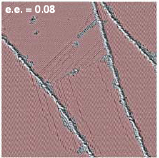 e.e. = 0.08